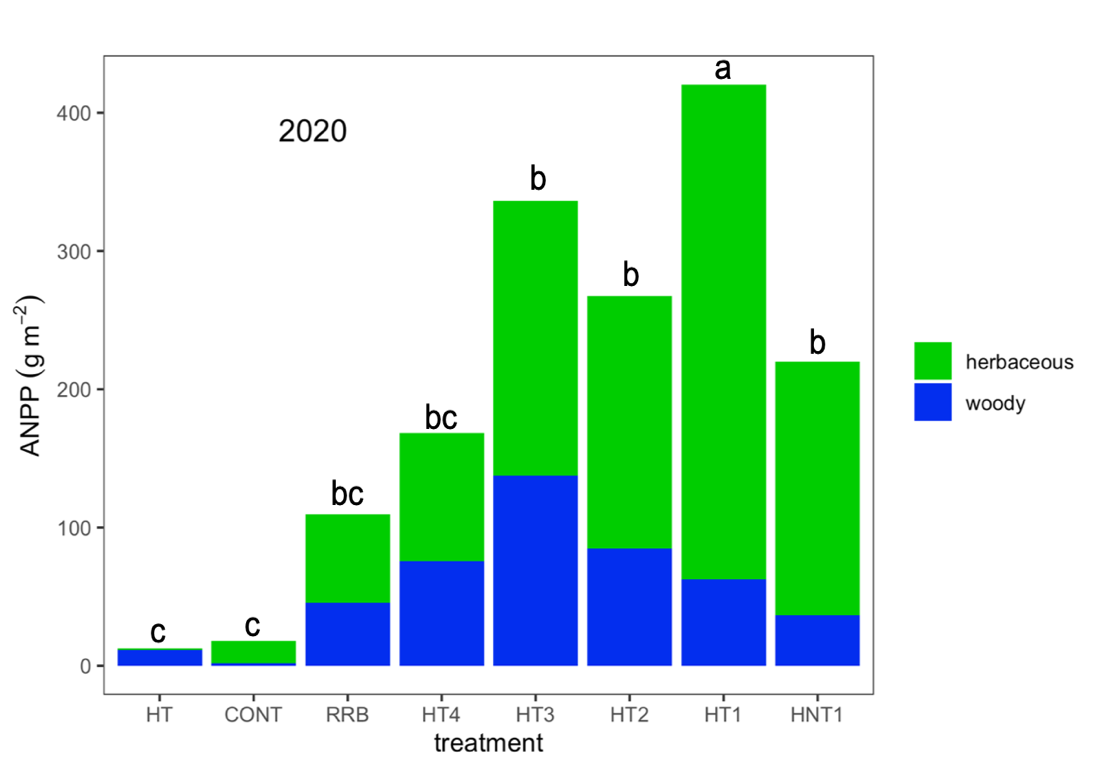 2020
a
b
b
b
bc
bc
c
c
400
300
200
100
0
ANPP (g m⁻²)
HT CONT RRB HT4 HT3 HT2 HT1 HNT1
treatment
herbaceous
woody